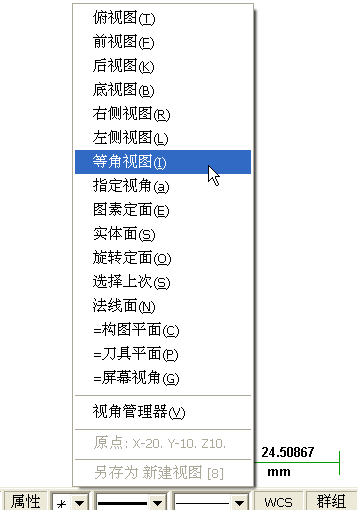 俯视图(T)
前视图(F)
后视图(K)
底视图(B)
右侧视图(R)
左侧视图(L)
等角视图(I)
指定视角(a)
图素定面(E)
实体面(S)
旋转定面(O)
选择上次(S)
法线面(N)
=构图平面(C)
=刀具平面(P)
=屏幕视角(G)
视角管理器(V)
原点: X-20. Y-10. Z10.
另存为 新建视图 [8]
24.50867
mm
属性 * WCS 群组